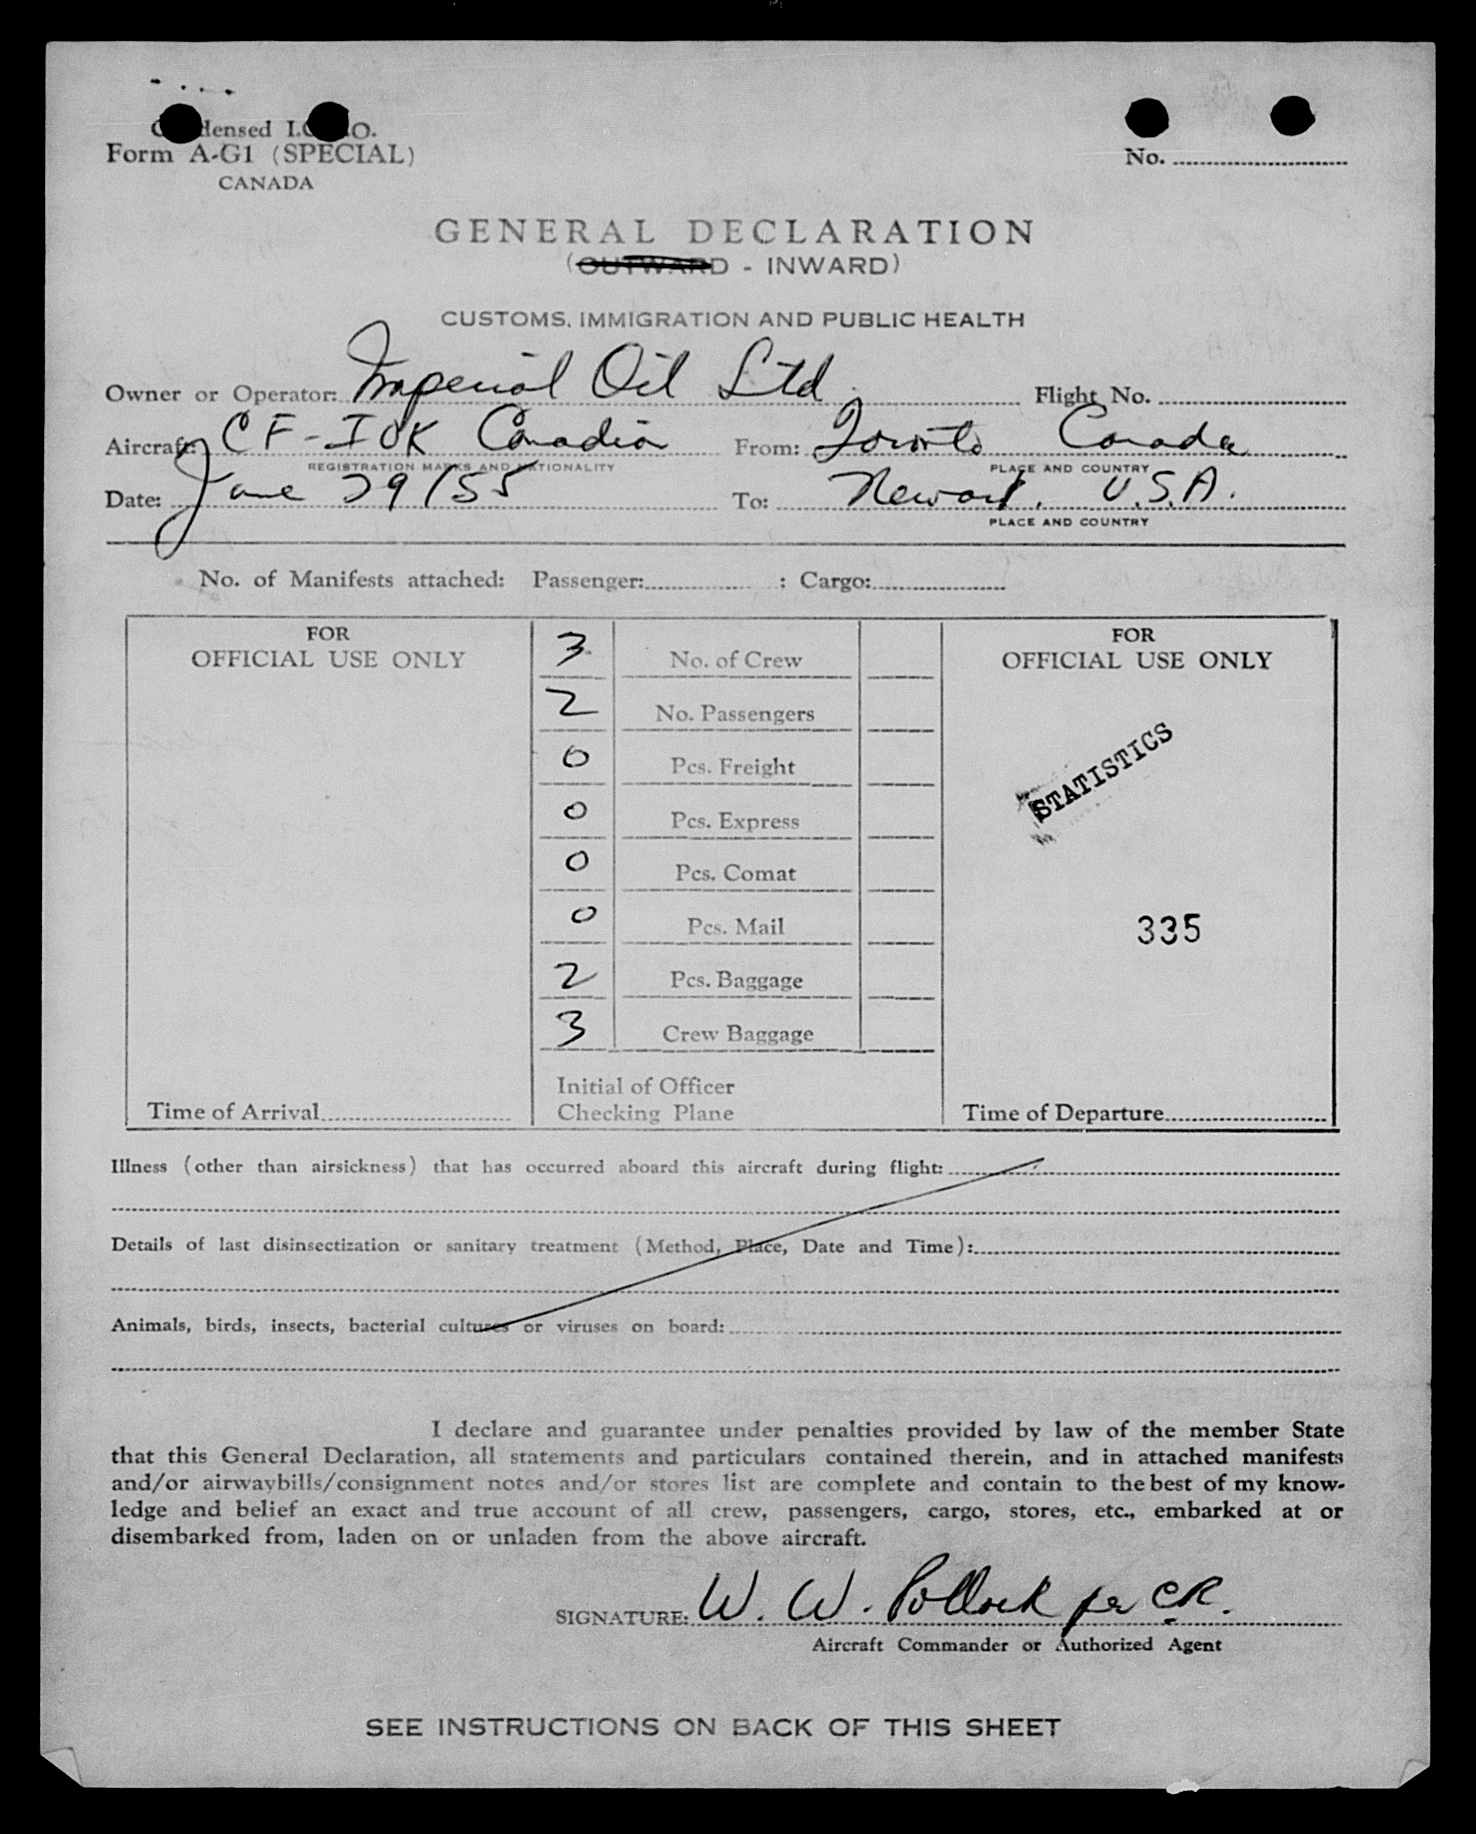 Condensed I.C.A.O.
Form A-G1 (SPECIAL)
CANADA
No.
GENERAL DECLARATION
(OUTWARD - INWARD)
CUSTOMS, IMMIGRATION AND PUBLIC HEALTH
Owner or Operator: Imperial Oil Ltd. Flight No.
Aircraft: CF-IOK Canadian From: Toronto Canada
REGISTRATION MARKS AND NATIONALITY PLACE AND COUNTRY
Date: June 29/55 To: Newark. U.S.A.
PLACE AND COUNTRY
No. of Manifests attached: Passenger: : Cargo:
FOR
OFFICIAL USE ONLY
3 No. of Crew
2 No. Passengers
0 Pcs. Freight
0 Pcs. Express
0 Pcs. Comat
0 Pcs. Mail
2 Pcs. Baggage
3 Crew Baggage
Initial of Officer
Checking Plane
Time of Arrival
FOR
OFFICIAL USE ONLY
STATISTICS
335
Time of Departure
Illness (other than airsickness) that has occurred aboard this aircraft during flight:
Details of last disinsectization or sanitary treatment (Method, Place, Date and Time):
Animals, birds, insects, bacterial cultures or viruses on board:
I declare and guarantee under penalties provided by law of the member State
that this General Declaration, all statements and particulars contained therein, and in attached manifests
and/or airwaybills/consignment notes and/or stores list are complete and contain to the best of my know-
ledge and belief an exact and true account of all crew, passengers, cargo, stores, etc., embarked at or
disembarked from, laden on or unladen from the above aircraft.
SIGNATURE: W. W. Pollock per C.R.
Aircraft Commander or Authorized Agent
SEE INSTRUCTIONS ON BACK OF THIS SHEET